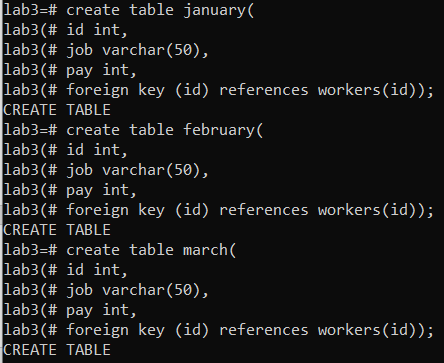 lab3=# create table january(
lab3(# id int,
lab3(# job varchar(50),
lab3(# pay int,
lab3(# foreign key (id) references workers(id));
CREATE TABLE
lab3=# create table february(
lab3(# id int,
lab3(# job varchar(50),
lab3(# pay int,
lab3(# foreign key (id) references workers(id));
CREATE TABLE
lab3=# create table march(
lab3(# id int,
lab3(# job varchar(50),
lab3(# pay int,
lab3(# foreign key (id) references workers(id));
CREATE TABLE